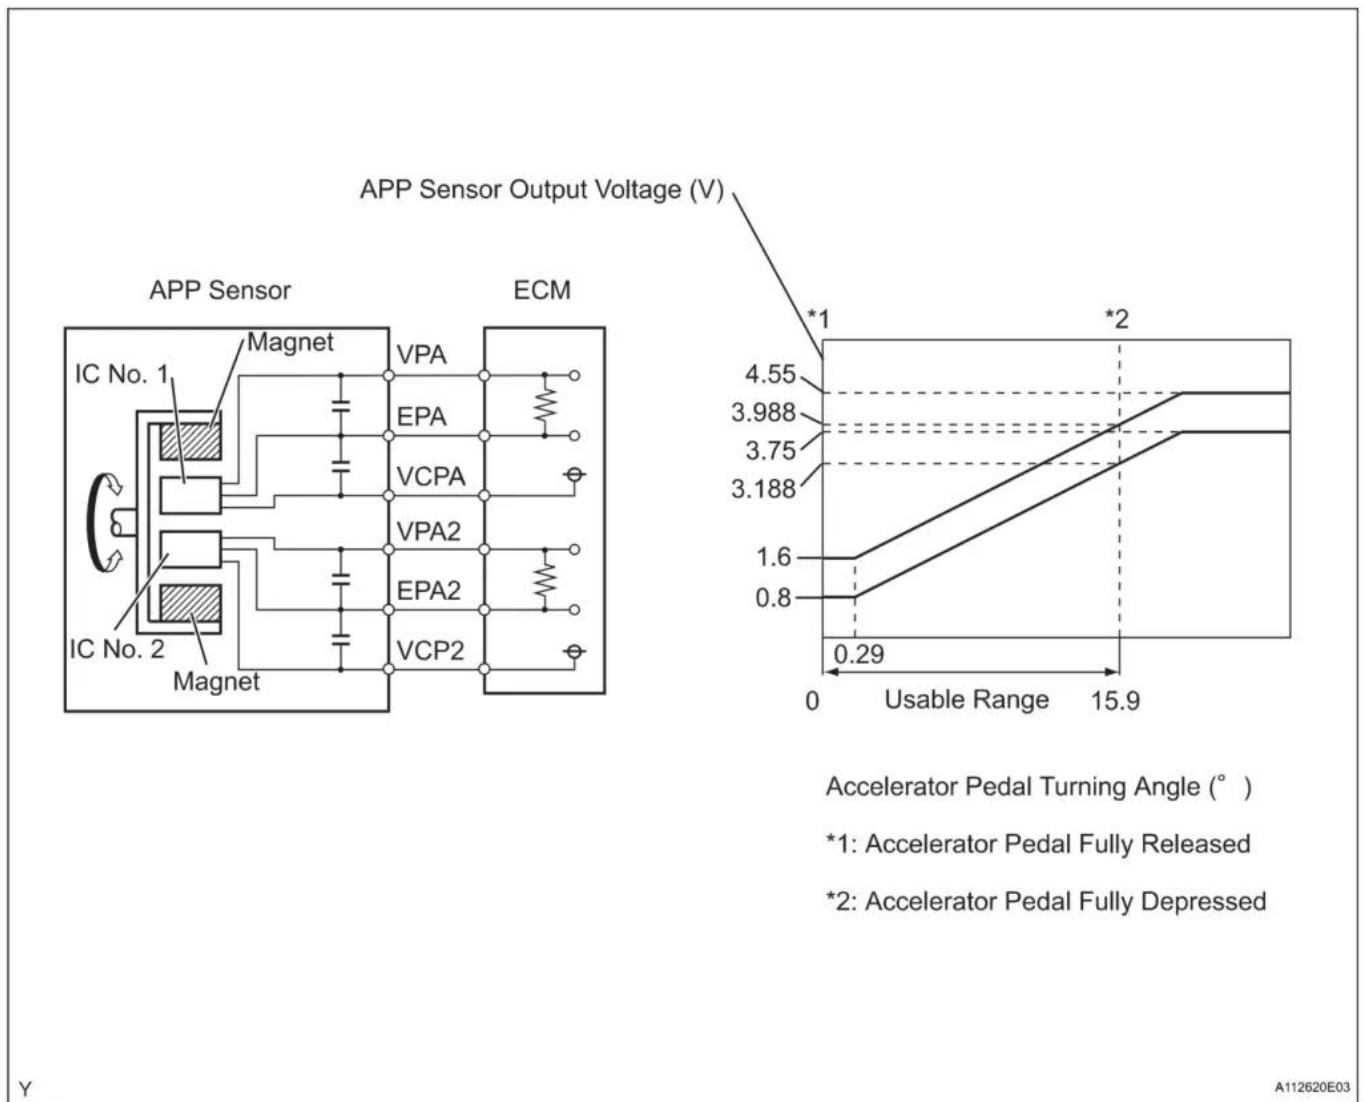 APP Sensor Output Voltage (V)
APP Sensor
ECM
Magnet
IC No. 1
IC No. 2
Magnet
VPA
EPA
VCPA
VPA2
EPA2
VCP2
*1
*2
4.55
3.988
3.75
3.188
1.6
0.8
0.29
0
Usable Range
15.9
Accelerator Pedal Turning Angle (° )
*1: Accelerator Pedal Fully Released
*2: Accelerator Pedal Fully Depressed
Y
A112620E03